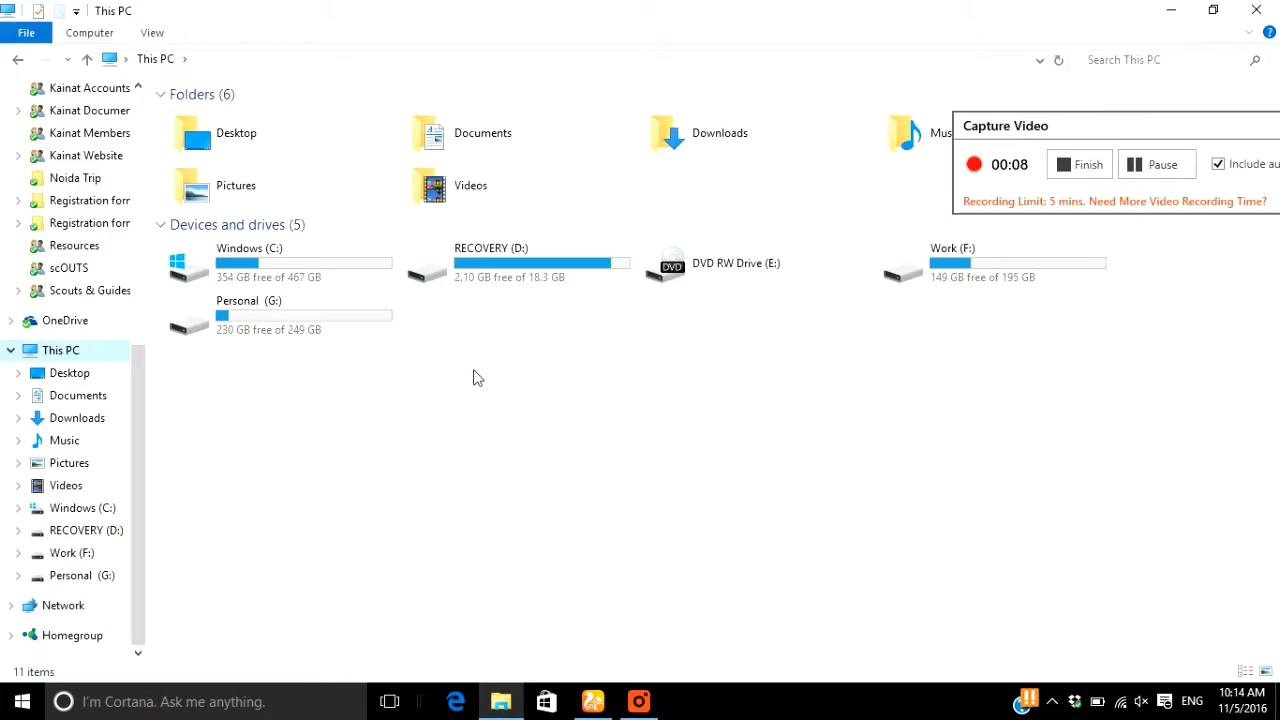 This PC
File Computer View
This PC
Search This PC
Kainat Accounts
Kainat Documer
Kainat Members
Kainat Website
Noida Trip
Registration forr
Registration forr
Resources
scOUTS
Scouts & Guides
OneDrive
This PC
Desktop
Documents
Downloads
Music
Pictures
Videos
Windows (C:)
RECOVERY (D:)
Work (F:)
Personal (G:)
Network
Homegroup
Folders (6)
Desktop
Documents
Downloads
Mus
Pictures
Videos
Devices and drives (5)
Windows (C:)
354 GB free of 467 GB
RECOVERY (D:)
2.10 GB free of 18.3 GB
DVD
DVD RW Drive (E:)
Work (F:)
149 GB free of 195 GB
Personal (G:)
230 GB free of 249 GB
Capture Video
00:08 Finish Pause Include au
Recording Limit: 5 mins. Need More Video Recording Time?
11 items
I'm Cortana. Ask me anything.
ENG
10:14 AM
11/5/2016